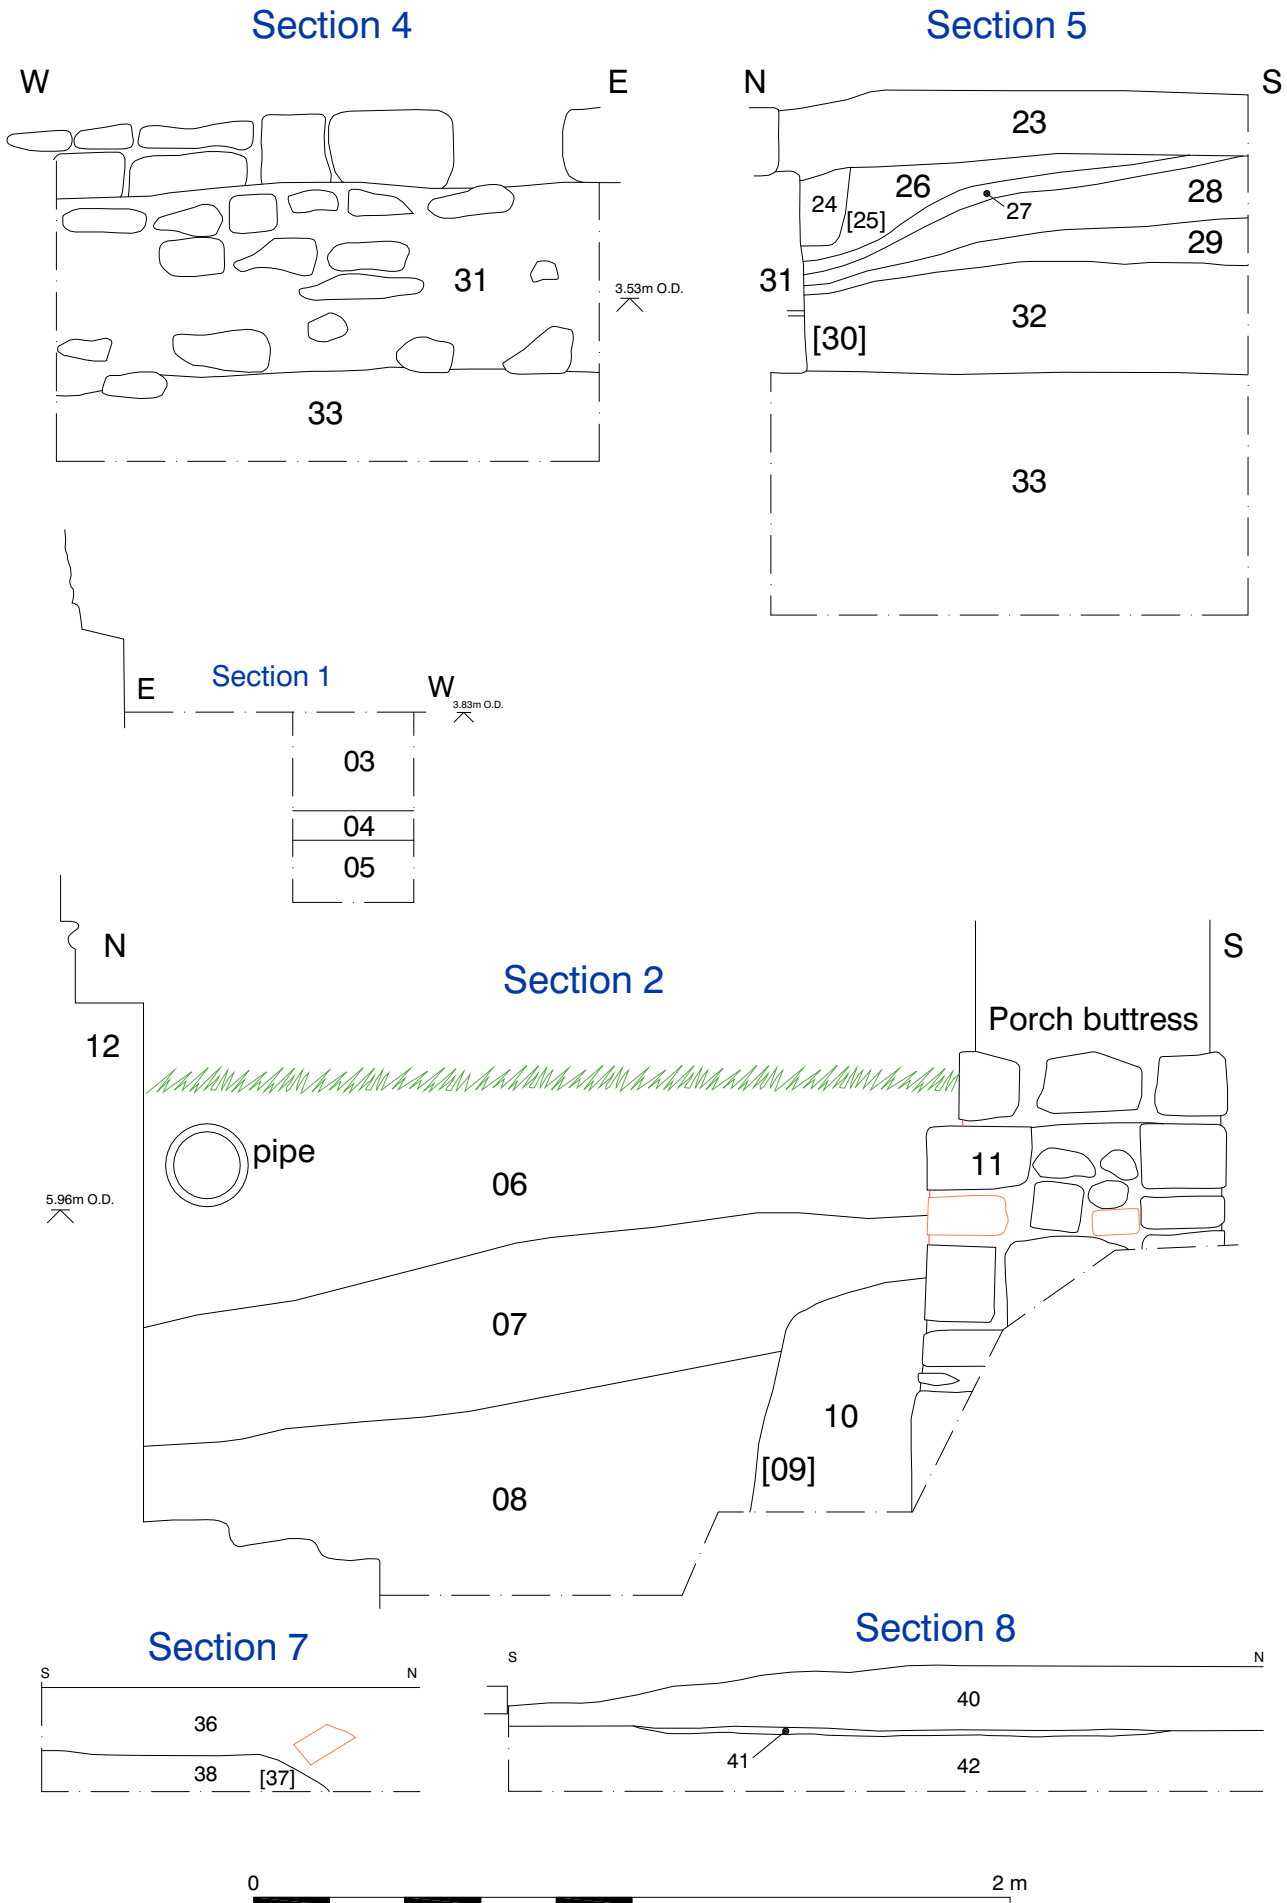 Section 4
Section 5
W
E
N
S
23
24
[25]
26
27
28
29
31
3.53m O.D.
31
[30]
32
33
33
Section 1
E
W
3.83m O.D.
03
04
05
N
Section 2
S
Porch buttress
12
pipe
11
06
5.96m O.D.
07
10
[09]
08
Section 7
Section 8
S
N
S
N
36
38
[37]
40
41
42
0
2 m